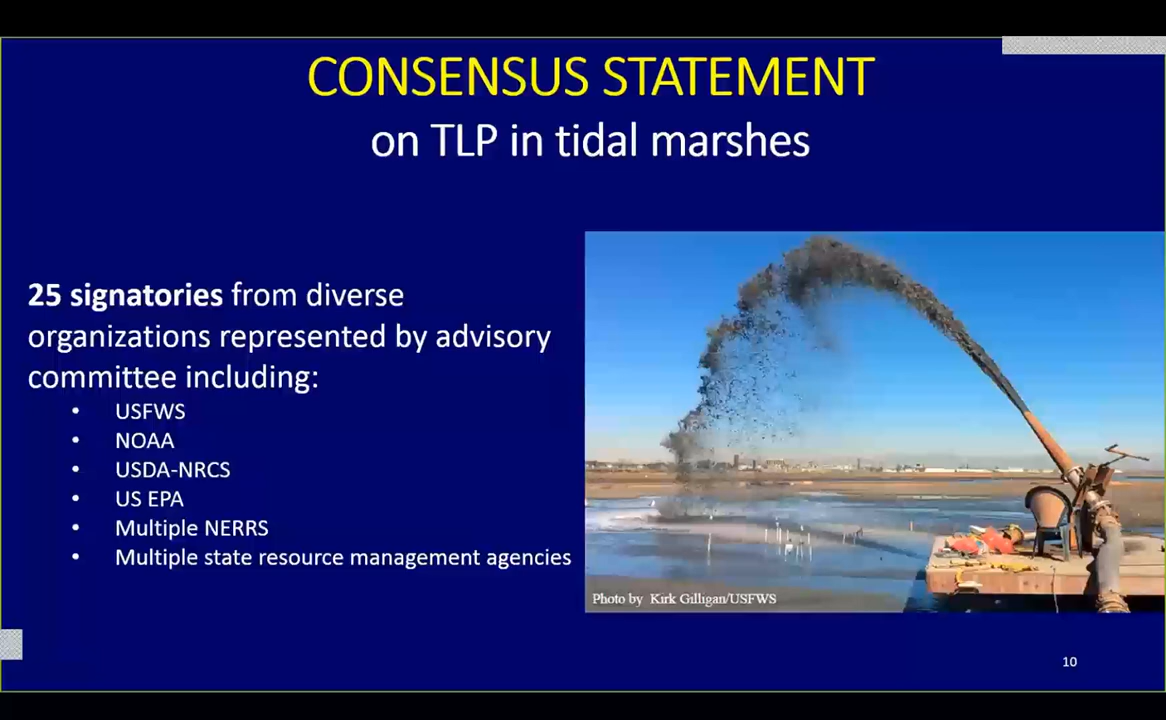 CONSENSUS STATEMENT
on TLP in tidal marshes
25 signatories from diverse
organizations represented by advisory
committee including:
• USFWS
• NOAA
• USDA-NRCS
• US EPA
• Multiple NERRS
• Multiple state resource management agencies
Photo by Kirk Gilligan/USFWS
10